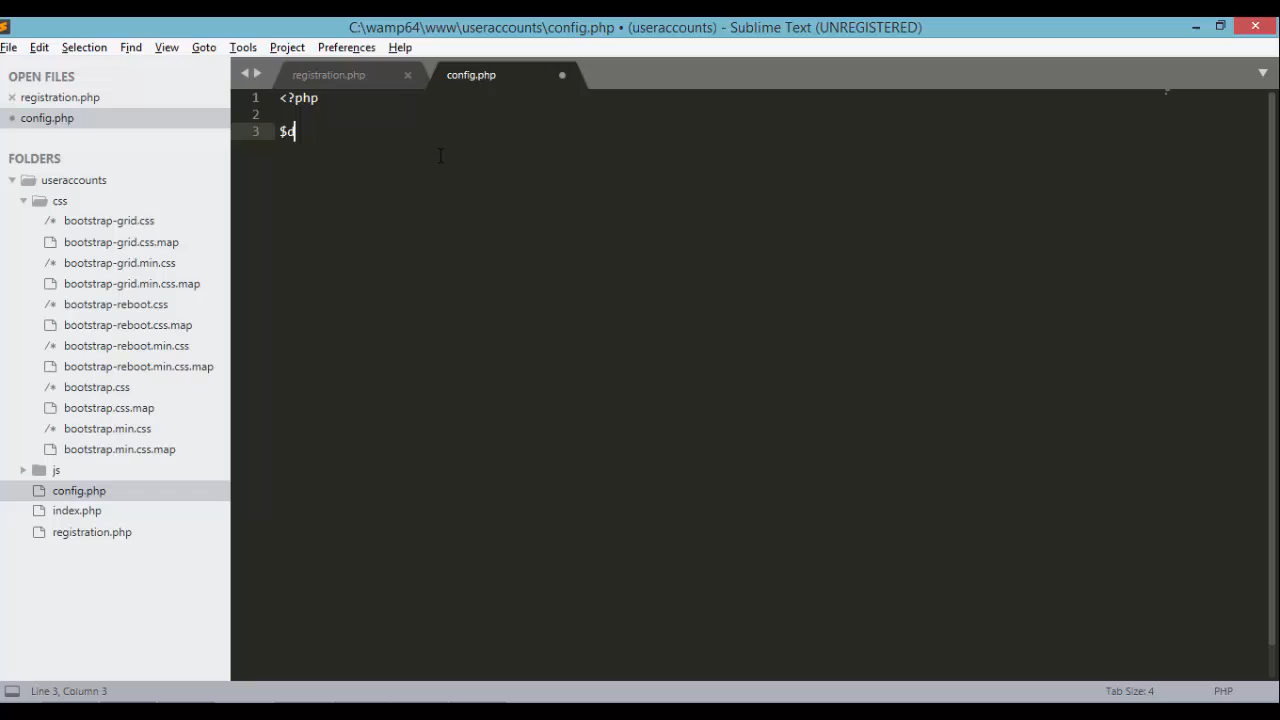 C:\wamp64\www\useraccounts\config.php • (useraccounts) - Sublime Text (UNREGISTERED)
File Edit Selection Find View Goto Tools Project Preferences Help
OPEN FILES
registration.php
config.php
FOLDERS
useraccounts
css
/* bootstrap-grid.css
bootstrap-grid.css.map
/* bootstrap-grid.min.css
bootstrap-grid.min.css.map
/* bootstrap-reboot.css
bootstrap-reboot.css.map
/* bootstrap-reboot.min.css
bootstrap-reboot.min.css.map
/* bootstrap.css
bootstrap.css.map
/* bootstrap.min.css
bootstrap.min.css.map
js
config.php
index.php
registration.php
registration.php config.php
1 <?php
2
3 $d
Line 3, Column 3 Tab Size: 4 PHP